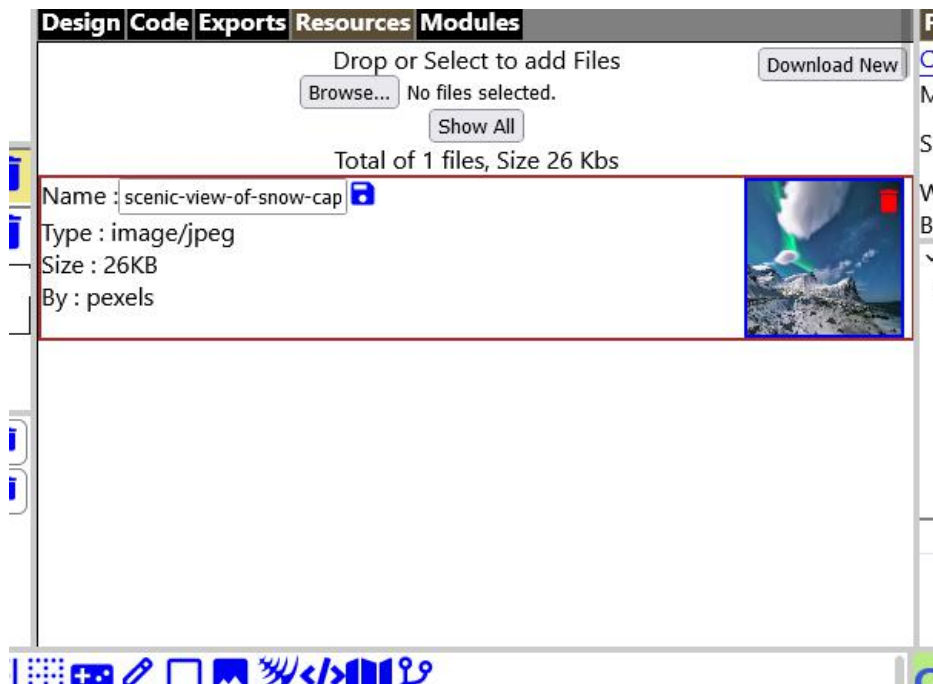 Design Code Exports Resources Modules
Drop or Select to add Files
Download New
Browse... No files selected.
Show All
Total of 1 files, Size 26 Kbs
Name : scenic-view-of-snow-cap
Type : image/jpeg
Size : 26KB
By : pexels